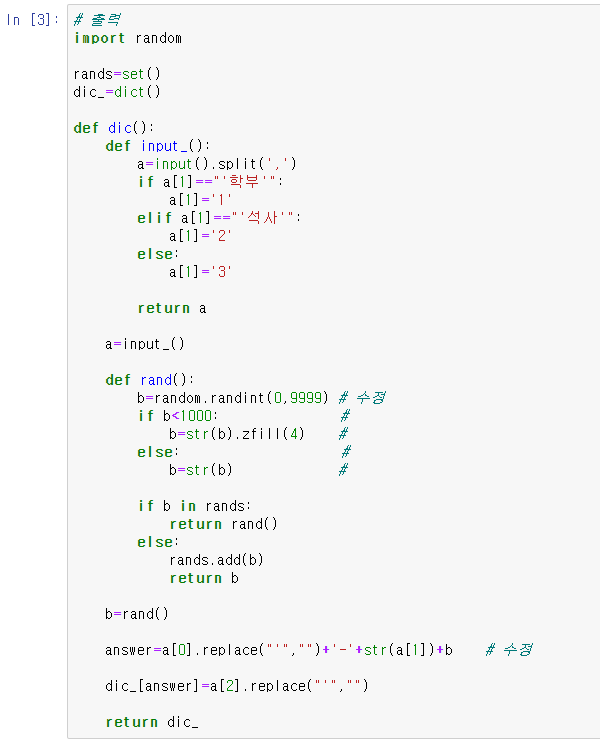 In [3]: # 출력
import random

rands=set()
dic_=dict()

def dic():
    def input_():
        a=input().split(',')
        if a[1]=="'학부'":
            a[1]='1'
        elif a[1]=="'석사'":
            a[1]='2'
        else:
            a[1]='3'

        return a

    a=input_()

    def rand():
        b=random.randint(0,9999) # 수정
        if b<1000:               #
            b=str(b).zfill(4)    #
        else:                    #
            b=str(b)             #

        if b in rands:
            return rand()
        else:
            rands.add(b)
            return b

    b=rand()

    answer=a[0].replace("'","")+'-'+str(a[1])+b    # 수정

    dic_[answer]=a[2].replace("'","")

    return dic_